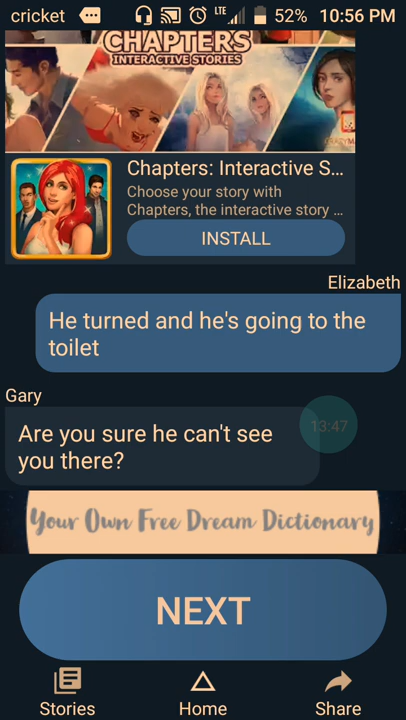 cricket LTE 52% 10:56 PM
CHAPTERS
INTERACTIVE STORIES
Chapters: Interactive S...
Choose your story with
Chapters, the interactive story ...
INSTALL
Elizabeth
He turned and he's going to the
toilet
Gary
Are you sure he can't see
you there?
13:47
Your Own Free Dream Dictionary
NEXT
Stories Home Share